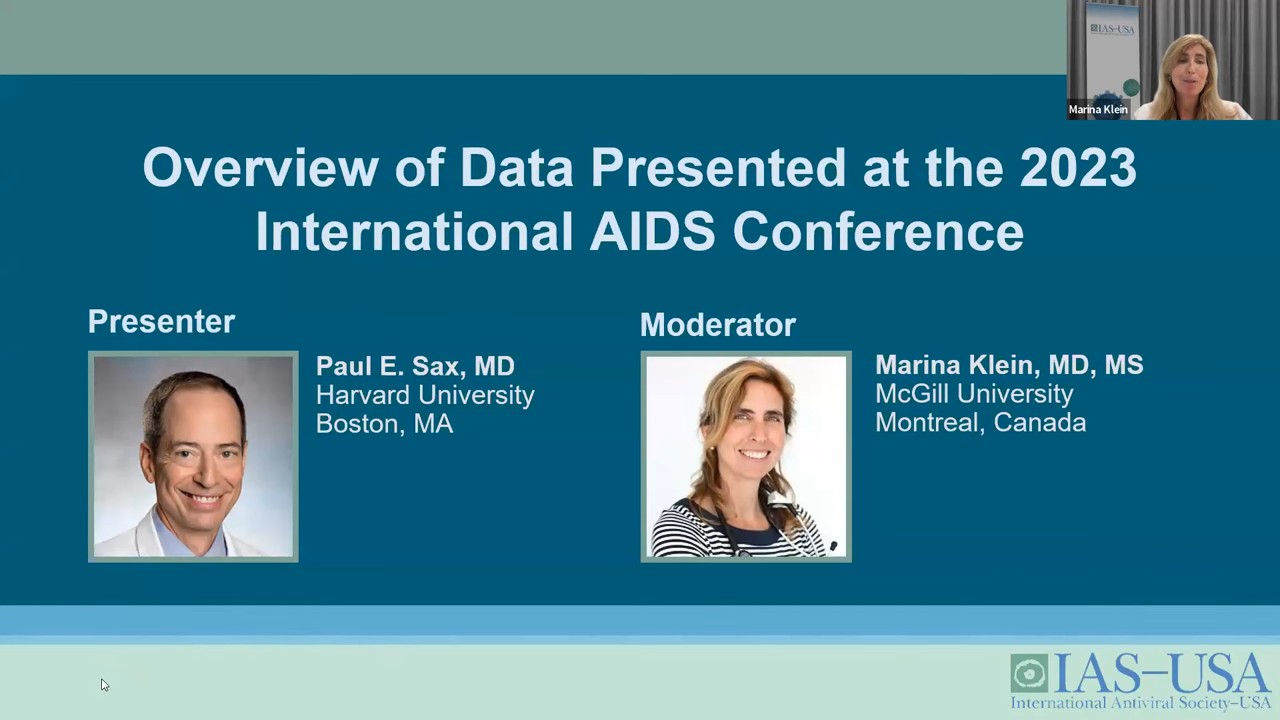 IAS–USA
Marina Klein
Overview of Data Presented at the 2023
International AIDS Conference
Presenter
Paul E. Sax, MD
Harvard University
Boston, MA
Moderator
Marina Klein, MD, MS
McGill University
Montreal, Canada
IAS–USA
International Antiviral Society–USA